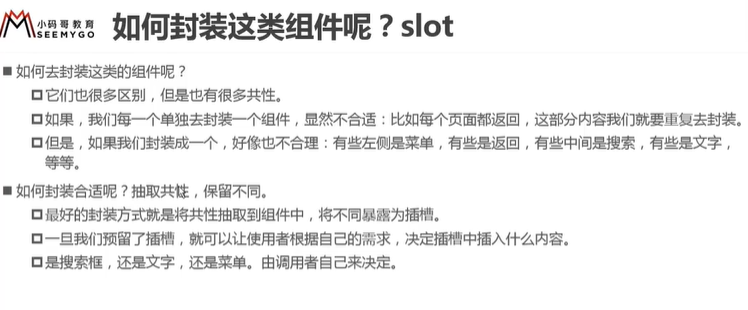 小码哥教育
SEEMYGO
如何封装这类组件呢？slot
如何去封装这类的组件呢？
它们也很多区别，但是也有很多共性。
如果，我们每一个单独去封装一个组件，显然不合适：比如每个页面都返回，这部分内容我们就要重复去封装。
但是，如果我们封装成一个，好像也不合理：有些左侧是菜单，有些是返回，有些中间是搜索，有些是文字，
等等。
如何封装合适呢？抽取共性，保留不同。
最好的封装方式就是将共性抽取到组件中，将不同暴露为插槽。
一旦我们预留了插槽，就可以让使用者根据自己的需求，决定插槽中插入什么内容。
是搜索框，还是文字，还是菜单。由调用者自己来决定。